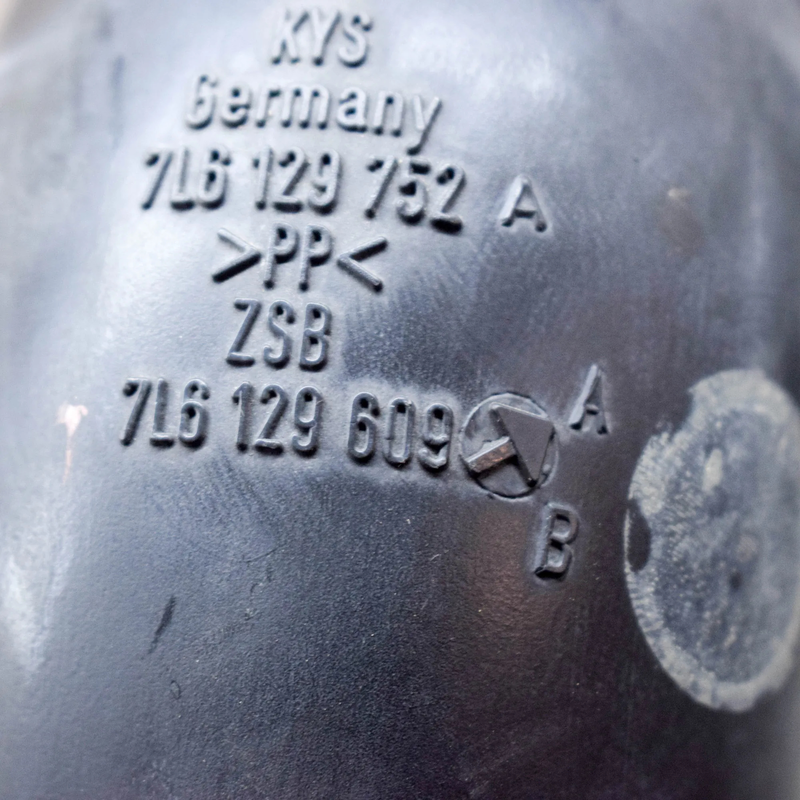 KYS
Germany
7L6 129 752 A
>PP<
ZSB
7L6 129 609 A
B